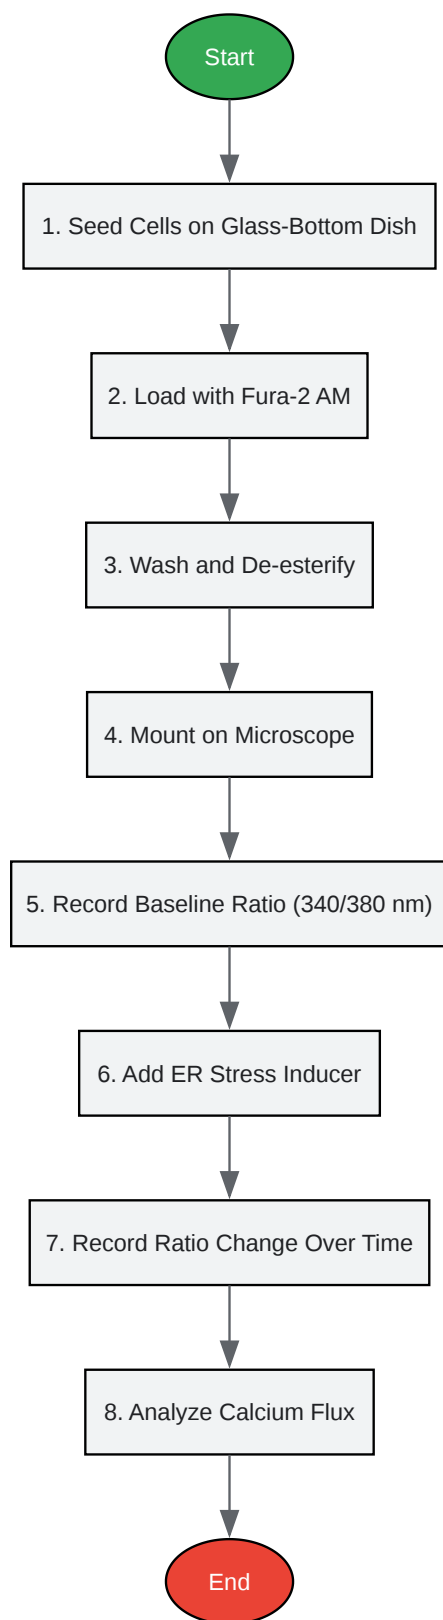 Start
1. Seed Cells on Glass-Bottom Dish
2. Load with Fura-2 AM
3. Wash and De-esterify
4. Mount on Microscope
5. Record Baseline Ratio (340/380 nm)
6. Add ER Stress Inducer
7. Record Ratio Change Over Time
8. Analyze Calcium Flux
End